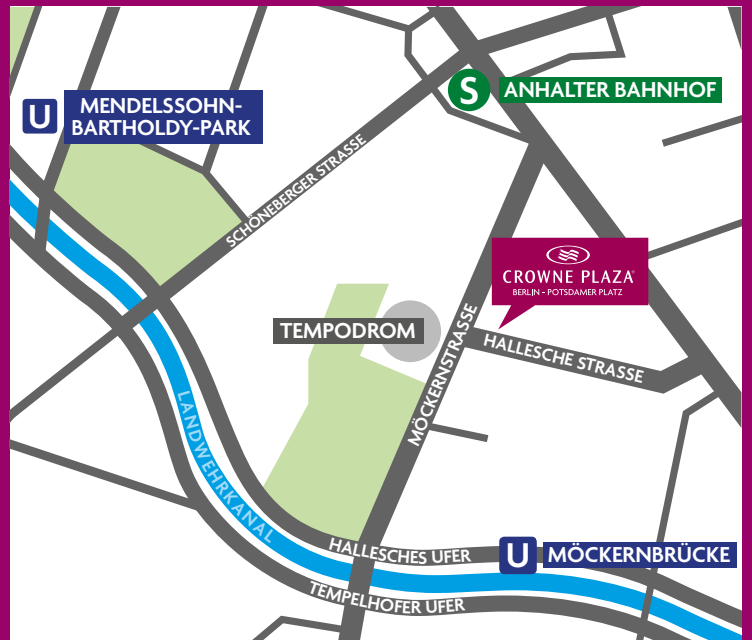 S
ANHALTER BAHNHOF
U
MENDELSSOHN-
BARTHOLDY-PARK
SCHÖNEBERGER STRASSE
CROWNE PLAZA®
BERLIN - POTSDAMER PLATZ
TEMPODROM
HALLESCHE STRASSE
MÖCKERNSTRASSE
LANDWEHRKANAL
HALLESCHES UFER
U
MÖCKERNBRÜCKE
TEMPELHOFER UFER